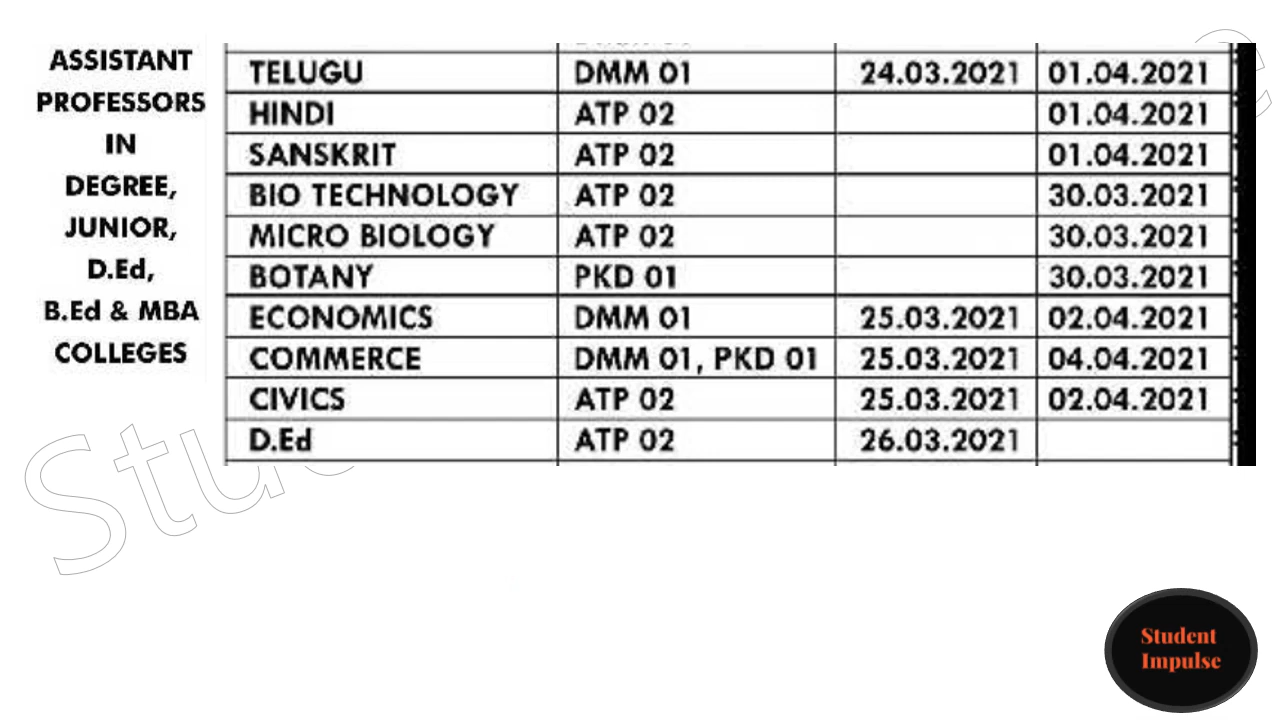 ASSISTANT
PROFESSORS
IN
DEGREE,
JUNIOR,
D.Ed,
B.Ed & MBA
COLLEGES
TELUGU DMM 01 24.03.2021 01.04.2021
HINDI ATP 02 01.04.2021
SANSKRIT ATP 02 01.04.2021
BIO TECHNOLOGY ATP 02 30.03.2021
MICRO BIOLOGY ATP 02 30.03.2021
BOTANY PKD 01 30.03.2021
ECONOMICS DMM 01 25.03.2021 02.04.2021
COMMERCE DMM 01, PKD 01 25.03.2021 04.04.2021
CIVICS ATP 02 25.03.2021 02.04.2021
D.Ed ATP 02 26.03.2021
Student
Impulse